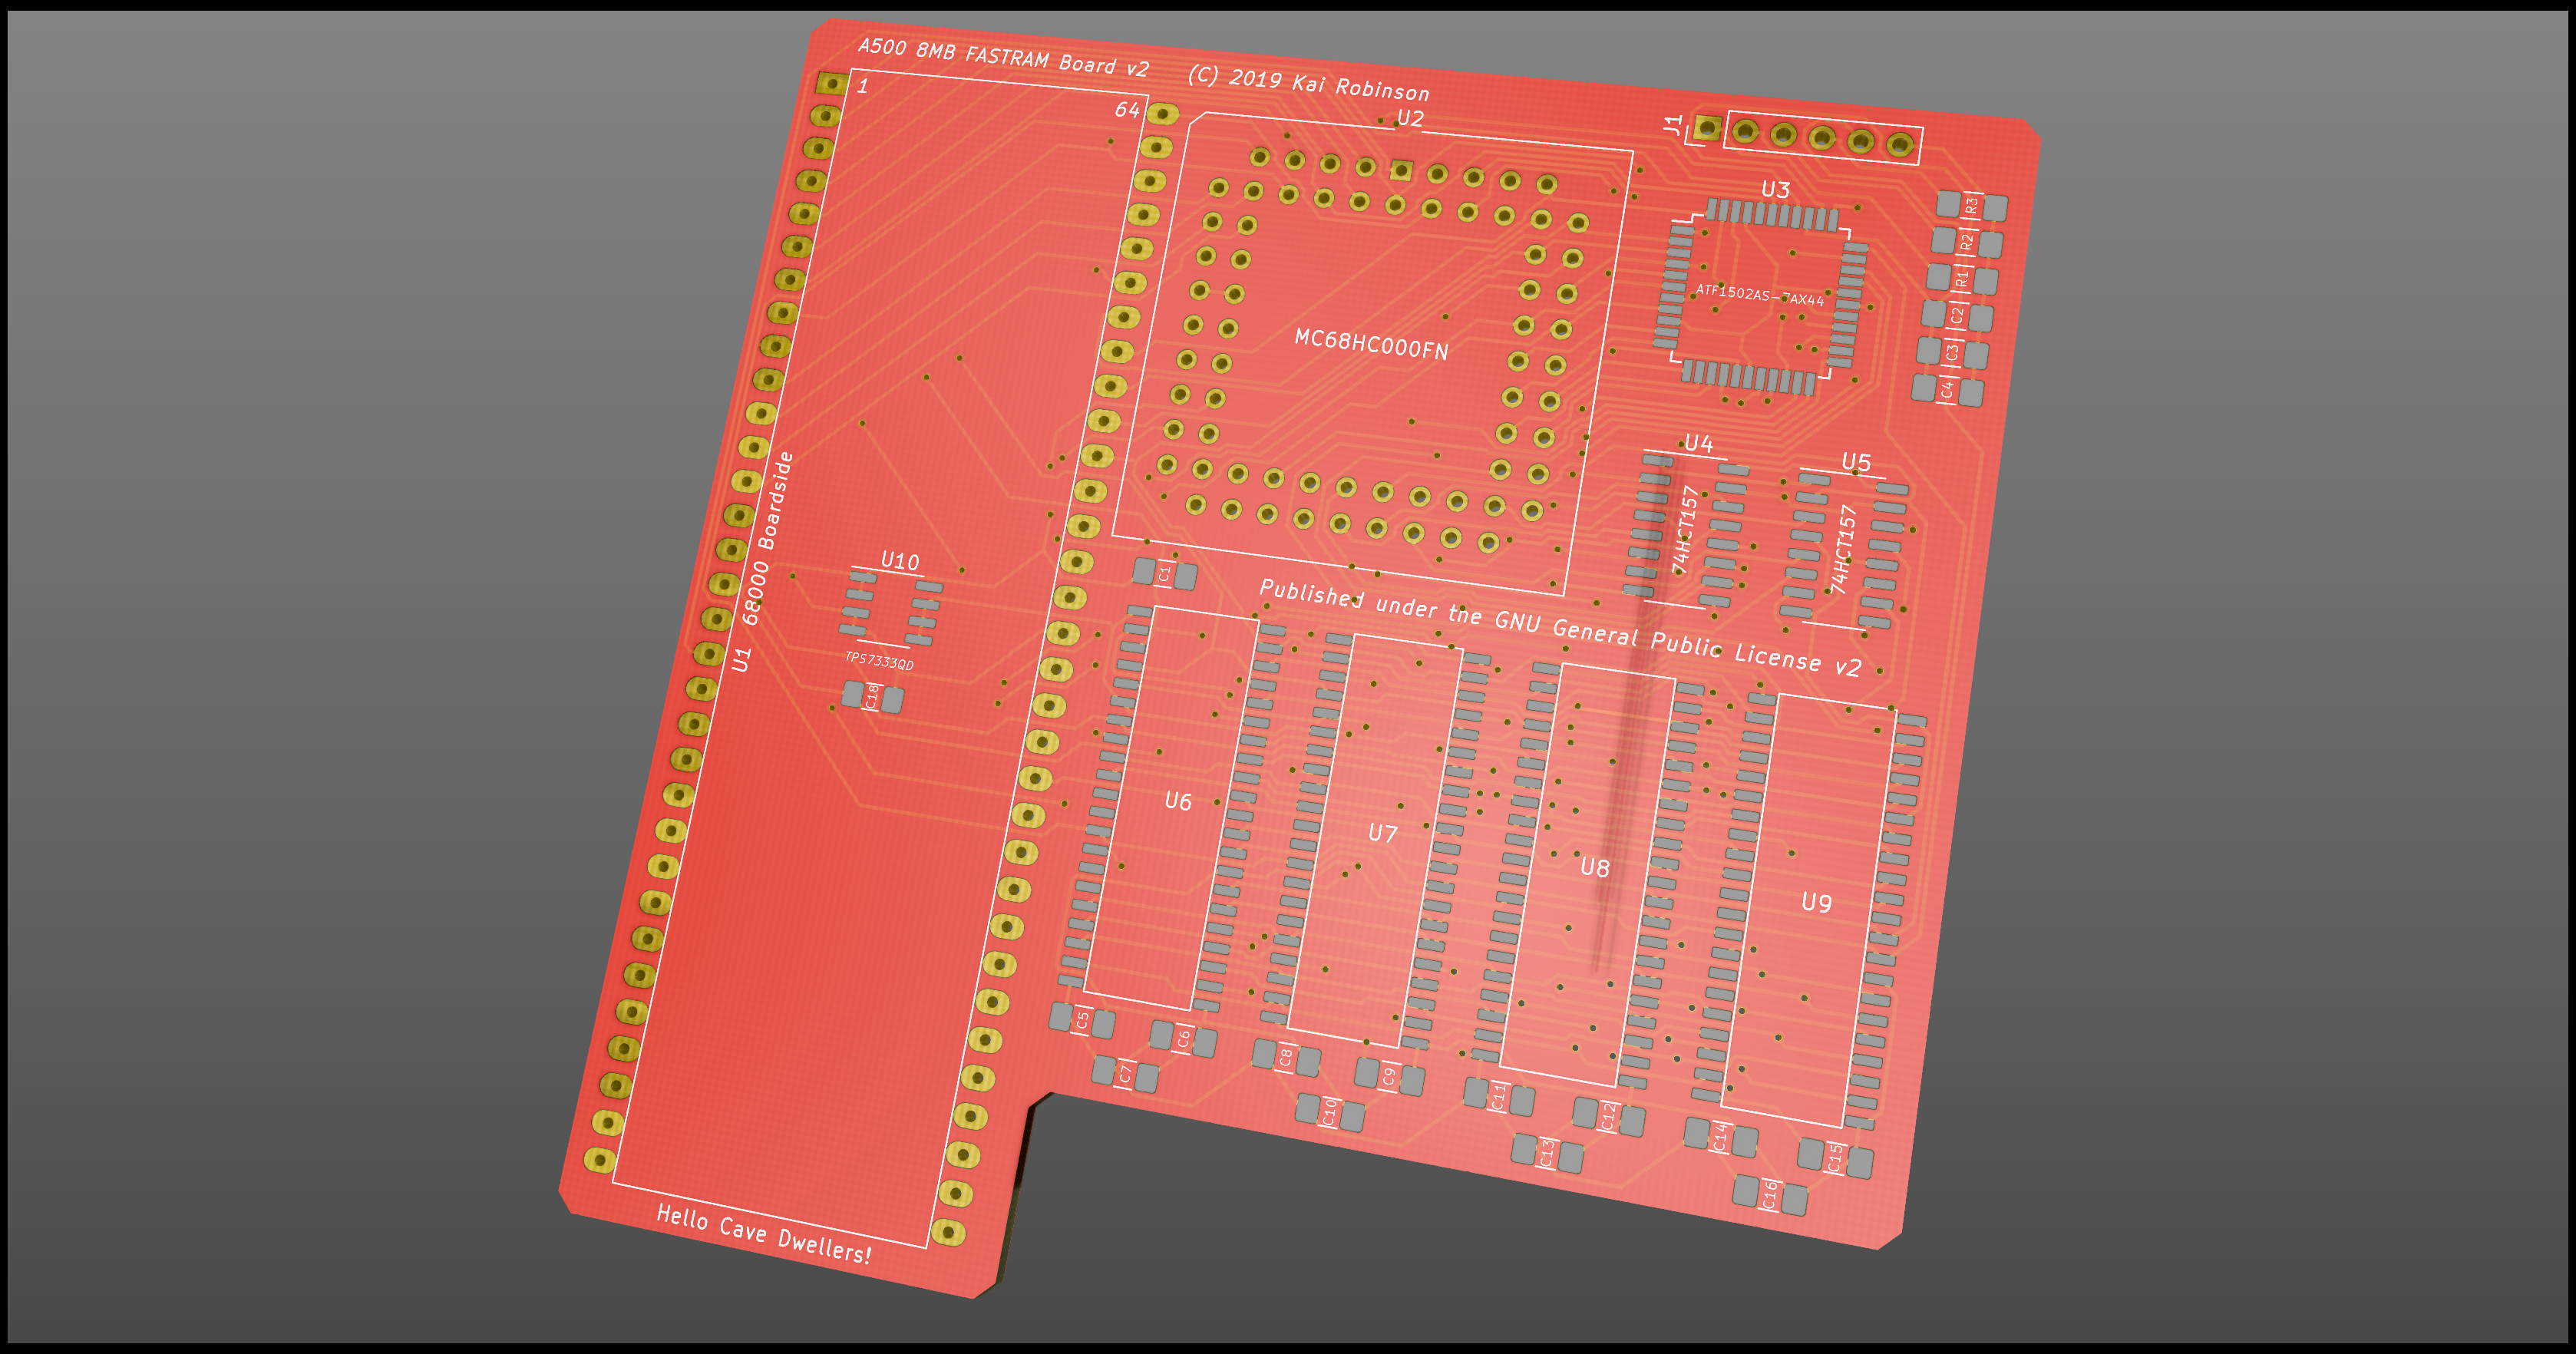 A500 8MB FASTRAM Board v2
(C) 2019 Kai Robinson
1
64
U2
J1
U3
R3
R2
R1
C2
C3
C4
ATF1502AS-7AX44
MC68HC000FN
U4
74HCT157
U5
74HCT157
U1 68000 Boardside
U10
TPS7333QD
C18
C1
Published under the GNU General Public License v2
U6
U7
U8
U9
C5
C6
C7
C8
C9
C10
C11
C12
C13
C14
C15
C16
Hello Cave Dwellers!